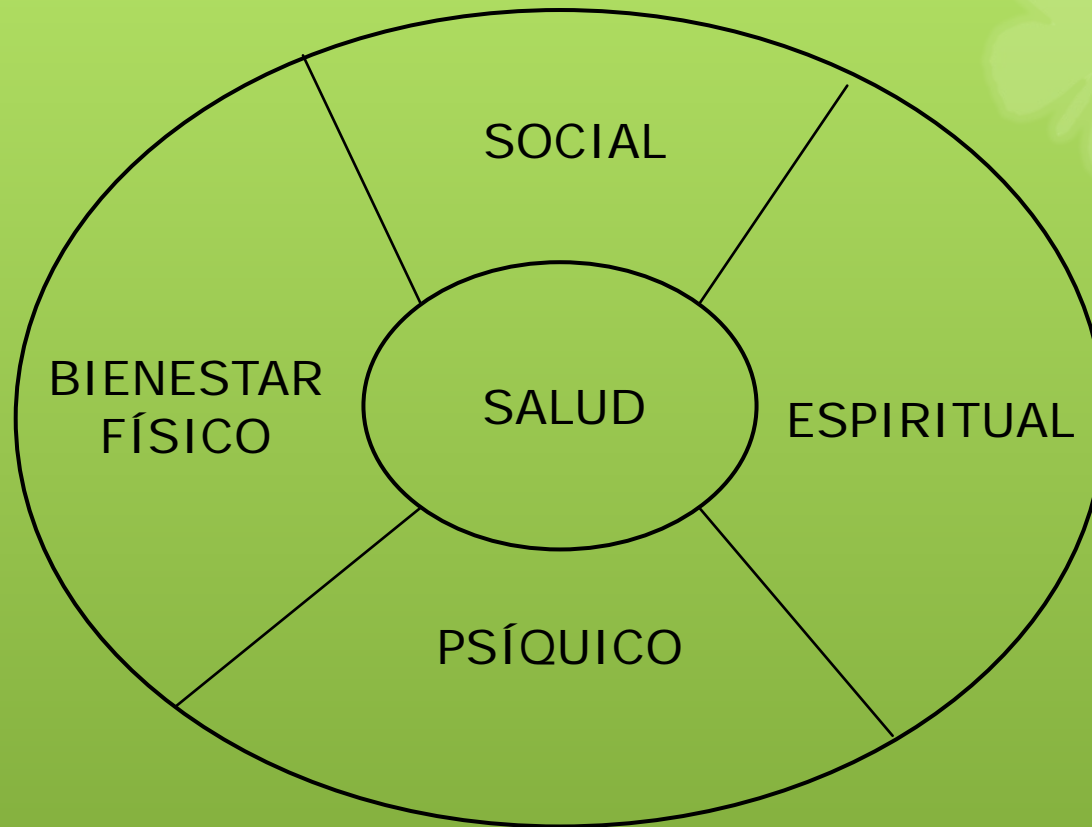 SOCIAL
BIENESTAR
FÍSICO
SALUD
ESPIRITUAL
PSÍQUICO